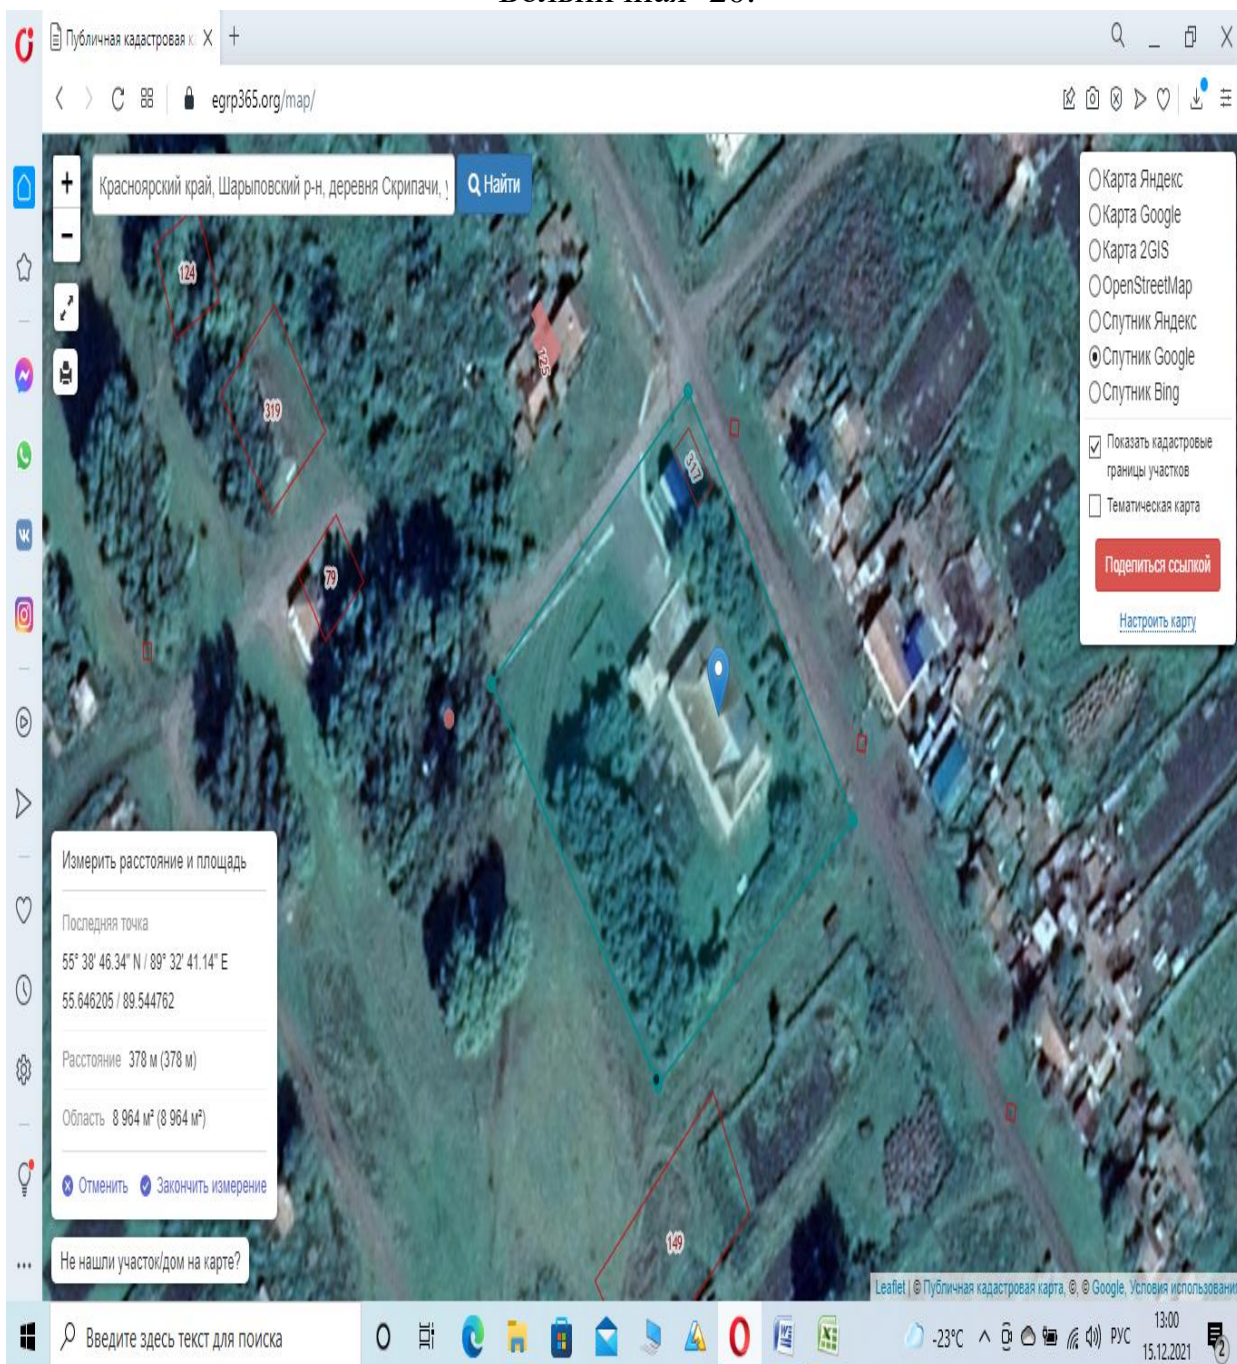 Публичная кадастровая к
egrp365.org/map/
Красноярский край, Шарыповский р-н, деревня Скрипачи, у
Найти
Карта Яндекс
Карта Google
Карта 2GIS
OpenStreetMap
Спутник Яндекс
Спутник Google
Спутник Bing
Показать кадастровые
границы участков
Тематическая карта
Поделиться ссылкой
Настроить карту
124
125
319
317
79
149
Измерить расстояние и площадь
Последняя точка
55° 38' 46.34" N / 89° 32' 41.14" E
55.646205 / 89.544762
Расстояние 378 м (378 м)
Область 8 964 м² (8 964 м²)
Отменить Закончить измерение
Не нашли участок/дом на карте?
Leaflet | © Публичная кадастровая карта, ©, © Google, Условия использования
Введите здесь текст для поиска
-23°C
РУС
13:00
15.12.2021
2